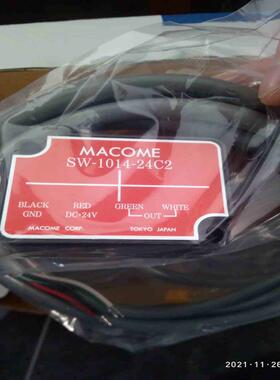 MACOME
SW-1014-24C2
BLACK RED GREEN WHITE
GND DC+24V OUT
MACOME CORP. TOKYO JAPAN
2021-11-26